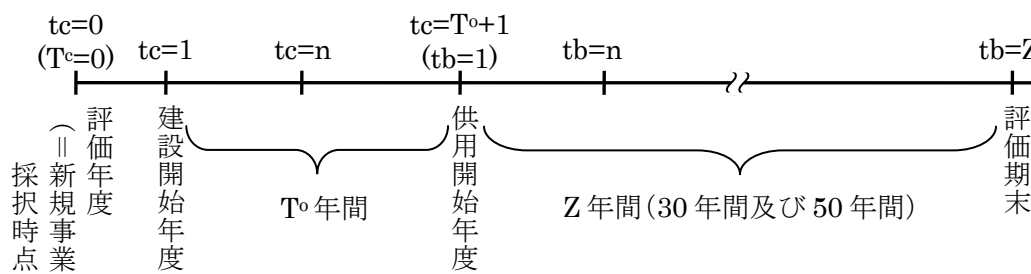 tc=0
(Tᶜ=0)
tc=1
tc=n
tc=Tᵒ+1
(tb=1)
tb=n
tb=Z
評価年度
(＝新規事業
採択時点
建設開始年度
Tᵒ年間
供用開始年度
Z年間(30年間及び50年間)
評価期末